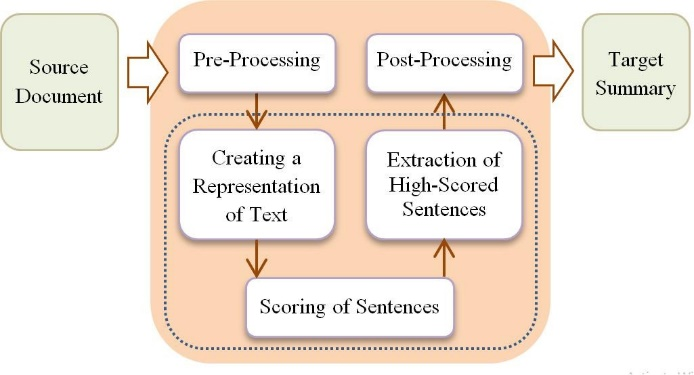 Source
Document
Pre-Processing
Creating a
Representation
of Text
Scoring of Sentences
Extraction of
High-Scored
Sentences
Post-Processing
Target
Summary